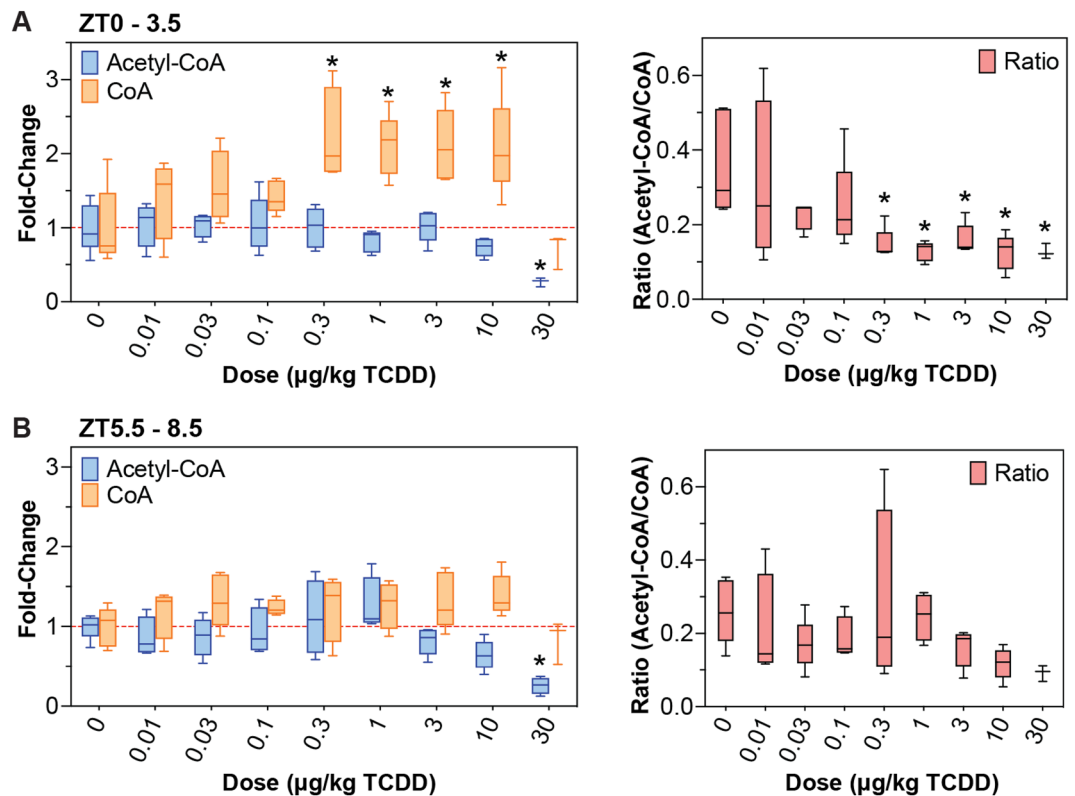 A
ZT0 - 3.5
Fold-Change
3
2
1
0
Acetyl-CoA
CoA
* * * * *
0 0.01 0.03 0.1 0.3 1 3 10 30
Dose (µg/kg TCDD)
Ratio (Acetyl-CoA/CoA)
0.6
0.4
0.2
0.0
Ratio
* * * * *
0 0.01 0.03 0.1 0.3 1 3 10 30
Dose (µg/kg TCDD)
B
ZT5.5 - 8.5
Fold-Change
3
2
1
0
Acetyl-CoA
CoA
*
0 0.01 0.03 0.1 0.3 1 3 10 30
Dose (µg/kg TCDD)
Ratio (Acetyl-CoA/CoA)
0.6
0.4
0.2
0.0
Ratio
0 0.01 0.03 0.1 0.3 1 3 10 30
Dose (µg/kg TCDD)